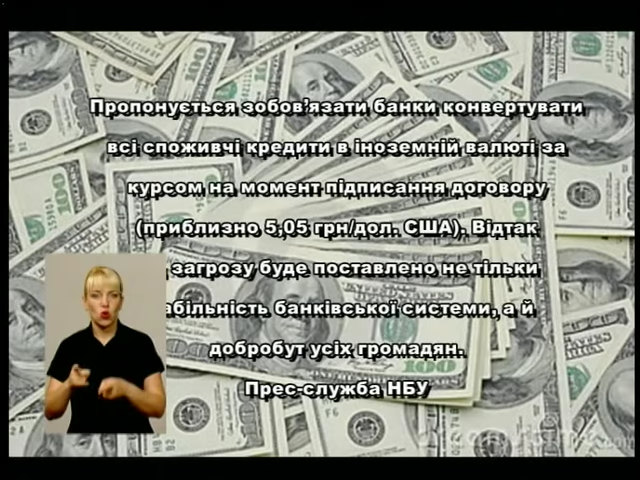 Пропонується зобов'язати банки конвертувати
всі споживчі кредити в іноземній валюті за
курсом на момент підписання договору
(приблизно 5,05 грн/дол. США). Відтак
загрозу буде поставлено не тільки
абільність банківської системи, а й
добробут усіх громадян.
Прес-служба НБУ